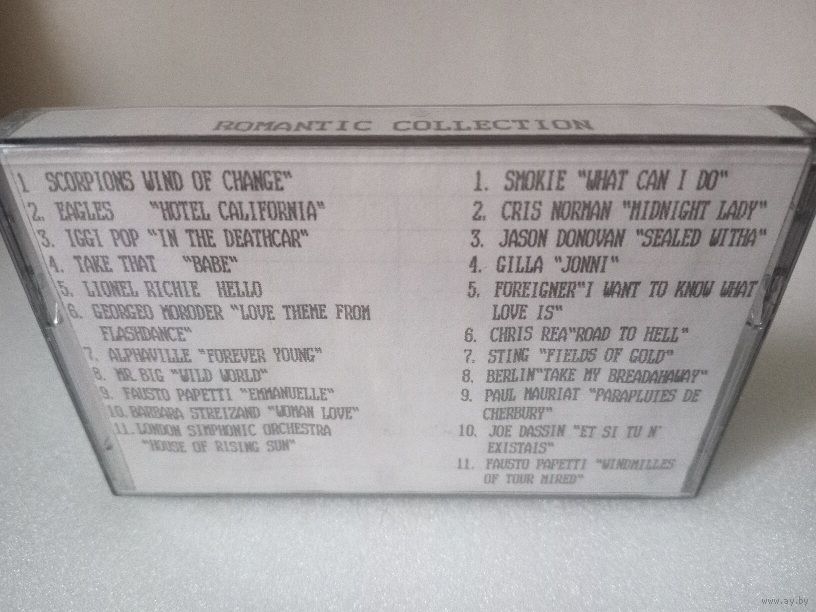 ROMANTIC COLLECTION
1 SCORPIONS WIND OF CHANGE"
2. EAGLES "HOTEL CALIFORNIA"
3. IGGI POP "IN THE DEATHCAR"
4. TAKE THAT "BABE"
5. LIONEL RICHIE HELLO
6. GEORGEO MORODER "LOVE THEME FROM
FLASHDANCE"
7. ALPHAVILLE "FOREVER YOUNG"
8. MR BIG "WILD WORLD"
9. FAUSTO PAPETTI "EMMANUELLE"
10. BARBARA STREIZAND "WOMAN LOVE"
11. LONDON SIMPHONIC ORCHESTRA
"HOUSE OF RISING SUN"
1. SMOKIE "WHAT CAN I DO"
2. CRIS NORMAN "MIDNIGHT LADY"
3. JASON DONOVAN "SEALED WITHA"
4. GILLA "JONNI"
5. FOREIGNER"I WANT TO KNOW WHAT
LOVE IS"
6. CHRIS REA"ROAD TO HELL"
7. STING "FIELDS OF GOLD"
8. BERLIN"TAKE MY BREADAHAWAY"
9. PAUL MAURIAT "PARAPLUIES DE
CHERBURY"
10. JOE DASSIN "ET SI TU N'
EXISTAIS"
11. FAUSTO PAPETTI "WINDMILLES
OF YOUR MIRED"
www.ay.by